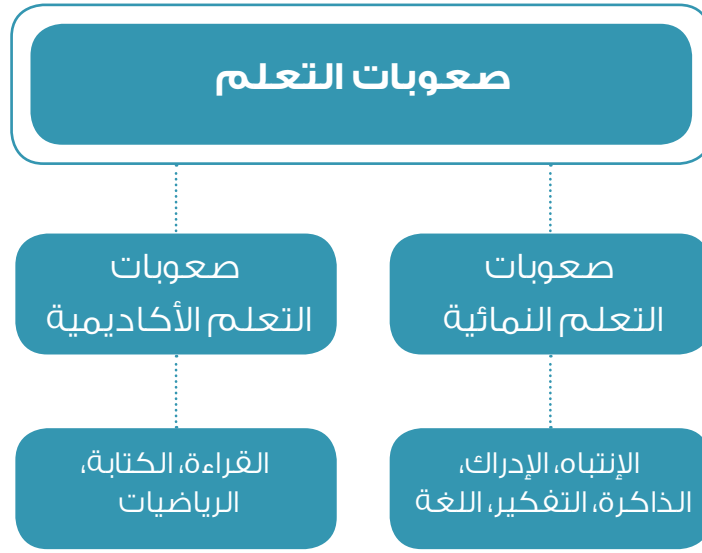 صعوبات التعلم
صعوبات
التعلم النمائية
صعوبات
التعلم الأكاديمية
الإنتباه، الإدراك،
الذاكرة، التفكير، اللغة
القراءة، الكتابة،
الرياضيات